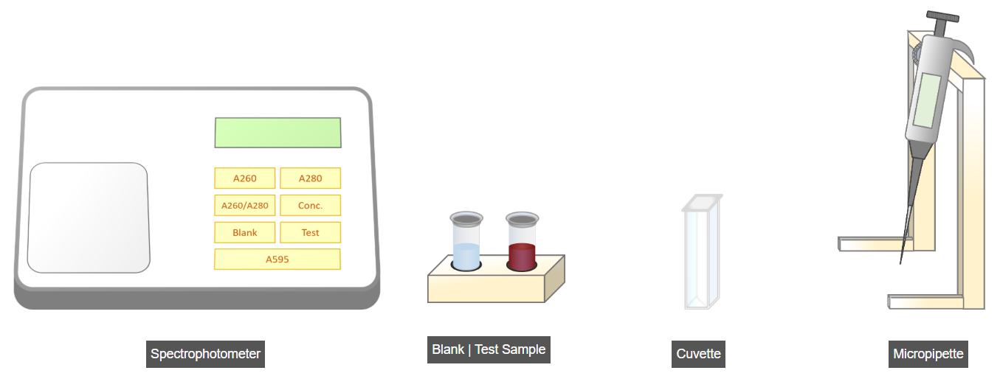 A260 A280
A260/A280 Conc.
Blank Test
A595
Spectrophotometer
Blank | Test Sample
Cuvette
Micropipette